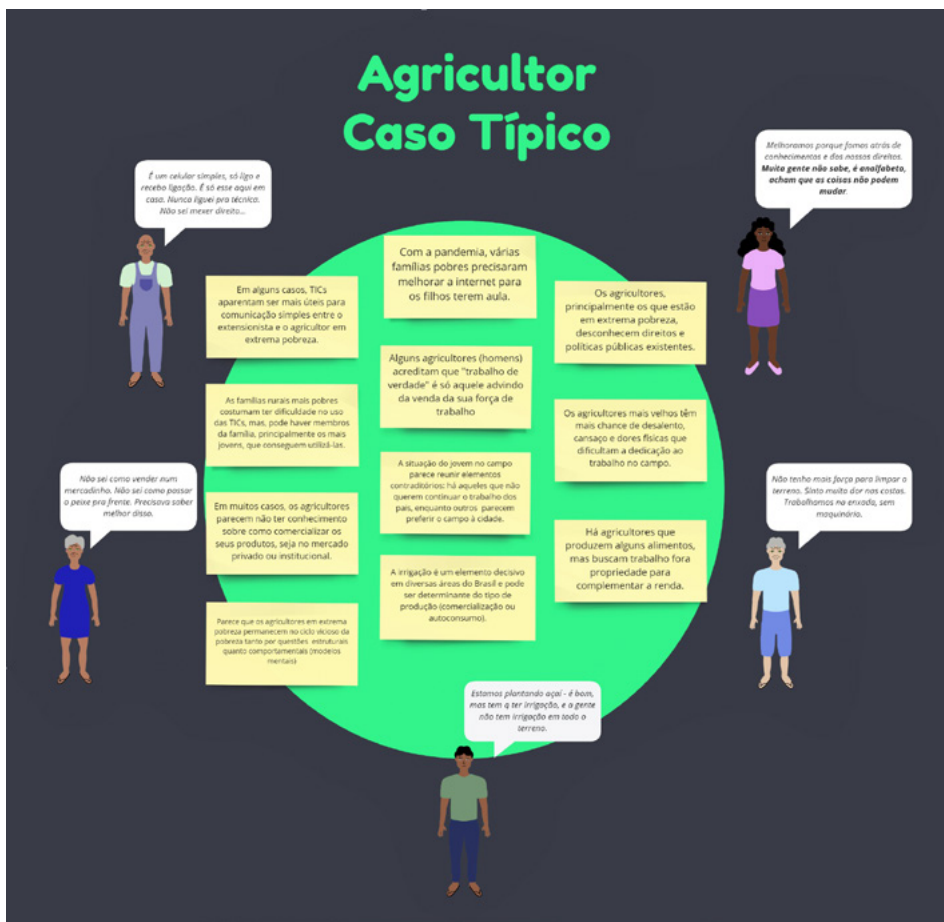 Agricultor
Caso Típico
É um celular simples, só ligo e
recebo ligação. É só esse aqui em
casa. Nunca liguei pra técnica.
Não sei mexer direito...
Melhoramos porque fomos atrás de
conhecimentos e dos nossos direitos.
Muita gente não sabe, é analfabeto,
acham que as coisas não podem
mudar.
Em alguns casos, TICs
aparentam ser mais úteis para
comunicação simples entre o
extensionista e o agricultor em
extrema pobreza.
As famílias rurais mais pobres
costumam ter dificuldade no uso
das TICs, mas, pode haver membros
da família, principalmente os mais
jovens, que conseguem utilizá-las.
Em muitos casos, os agricultores
parecem não ter conhecimento
sobre como comercializar os
seus produtos, seja no mercado
privado ou institucional.
Parece que os agricultores em extrema
pobreza permanecem no ciclo vicioso da
pobreza tanto por questões estruturais
quanto comportamentais (modelos
mentais)
Com a pandemia, várias
famílias pobres precisaram
melhorar a internet para
os filhos terem aula.
Alguns agricultores (homens)
acreditam que "trabalho de
verdade" é só aquele advindo
da venda da sua força de
trabalho
A situação do jovem no campo
parece reunir elementos
contraditórios: há aqueles que não
querem continuar o trabalho dos
pais, enquanto outros parecem
preferir o campo à cidade.
A irrigação é um elemento decisivo
em diversas áreas do Brasil e pode
ser determinante do tipo de
produção (comercialização ou
autoconsumo).
Os agricultores,
principalmente os que estão
em extrema pobreza,
desconhecem direitos e
políticas públicas existentes.
Os agricultores mais velhos têm
mais chance de desalento,
cansaço e dores físicas que
dificultam a dedicação ao
trabalho no campo.
Há agricultores que
produzem alguns alimentos,
mas buscam trabalho fora
propriedade para
complementar a renda.
Não sei como vender num
mercadinho. Não sei como passar
o peixe pra frente. Precisava saber
melhor disso.
Não tenho mais força para limpar o
terreno. Sinto muita dor nas costas.
Trabalhamos na enxada, sem
maquinário.
Estamos plantando açaí - é bom,
mas tem q ter irrigação, e a gente
não tem irrigação em todo o
terreno.